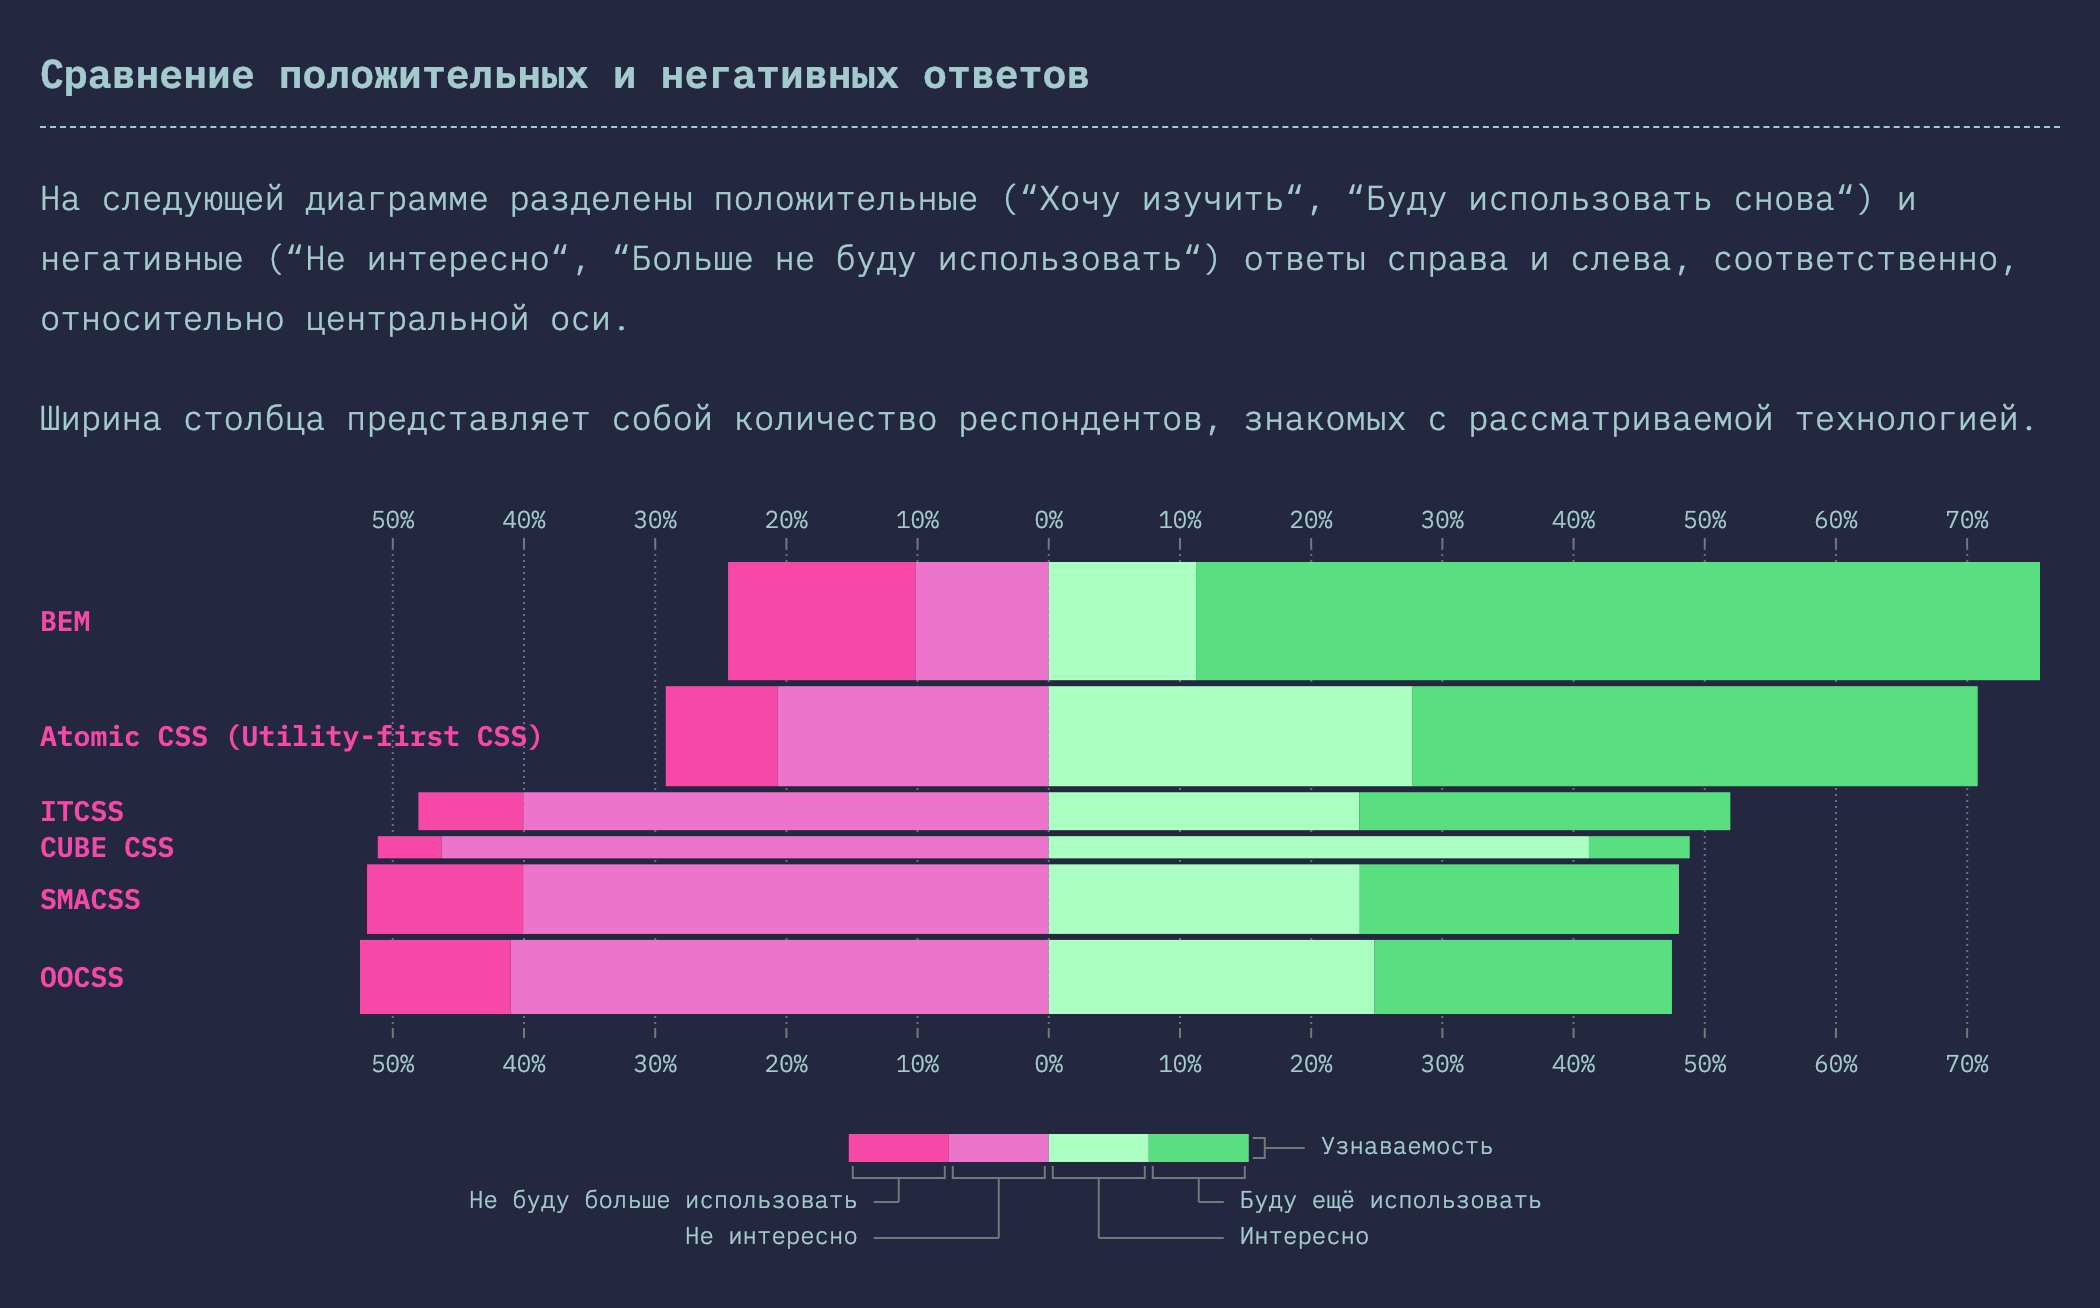 Сравнение положительных и негативных ответов
На следующей диаграмме разделены положительные (“Хочу изучить“, “Буду использовать снова“) и
негативные (“Не интересно“, “Больше не буду использовать“) ответы справа и слева, соответственно,
относительно центральной оси.
Ширина столбца представляет собой количество респондентов, знакомых с рассматриваемой технологией.
50% 40% 30% 20% 10% 0% 10% 20% 30% 40% 50% 60% 70%
BEM
Atomic CSS (Utility-first CSS)
ITCSS
CUBE CSS
SMACSS
OOCSS
50% 40% 30% 20% 10% 0% 10% 20% 30% 40% 50% 60% 70%
Узнаваемость
Не буду больше использовать Буду ещё использовать
Не интересно Интересно